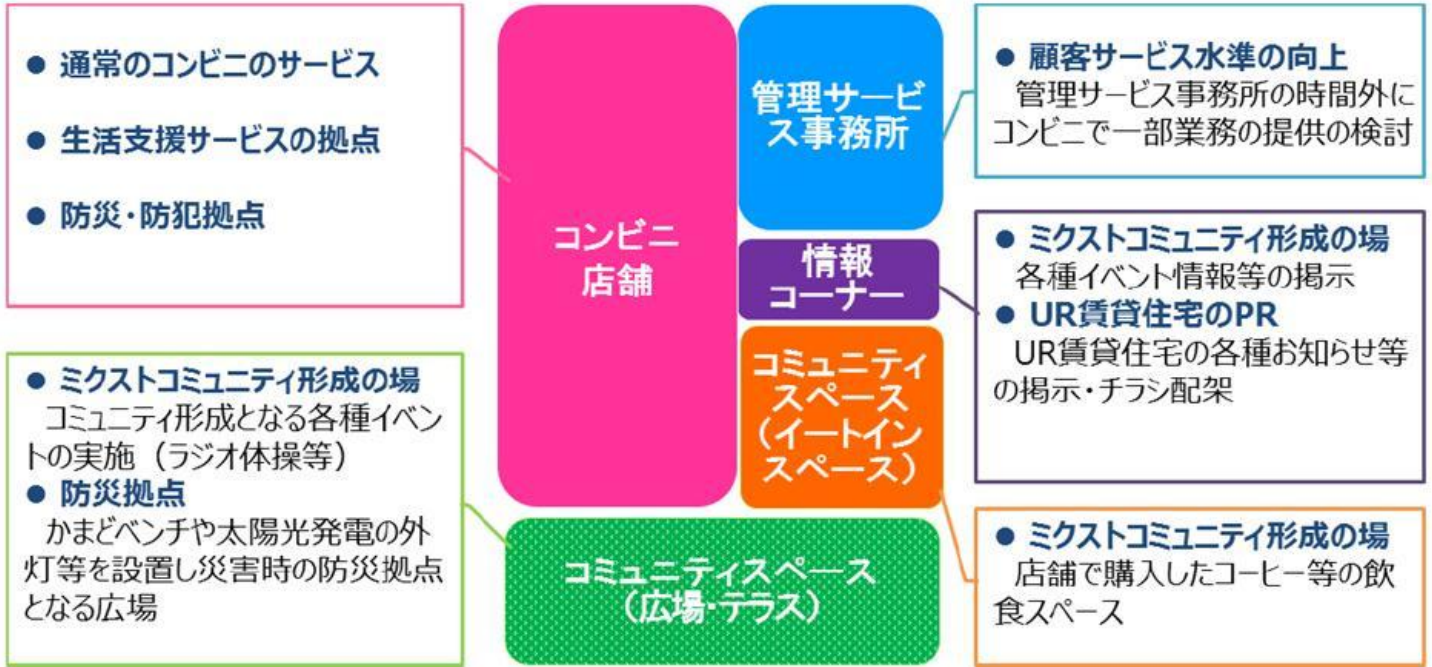 ● 通常のコンビニのサービス
● 生活支援サービスの拠点
● 防災・防犯拠点
● ミクストコミュニティ形成の場
コミュニティ形成となる各種イベン
トの実施（ラジオ体操等）
● 防災拠点
かまどベンチや太陽光発電の外
灯等を設置し災害時の防災拠点
となる広場
コンビニ
店舗
管理サービ
ス事務所
情報
コーナー
コミュニティ
スペース
（イートイン
スペース）
コミュニティスペース
（広場・テラス）
● 顧客サービス水準の向上
管理サービス事務所の時間外に
コンビニで一部業務の提供の検討
● ミクストコミュニティ形成の場
各種イベント情報等の掲示
● UR賃貸住宅のPR
UR賃貸住宅の各種お知らせ等
の掲示・チラシ配架
● ミクストコミュニティ形成の場
店舗で購入したコーヒー等の飲
食スペース